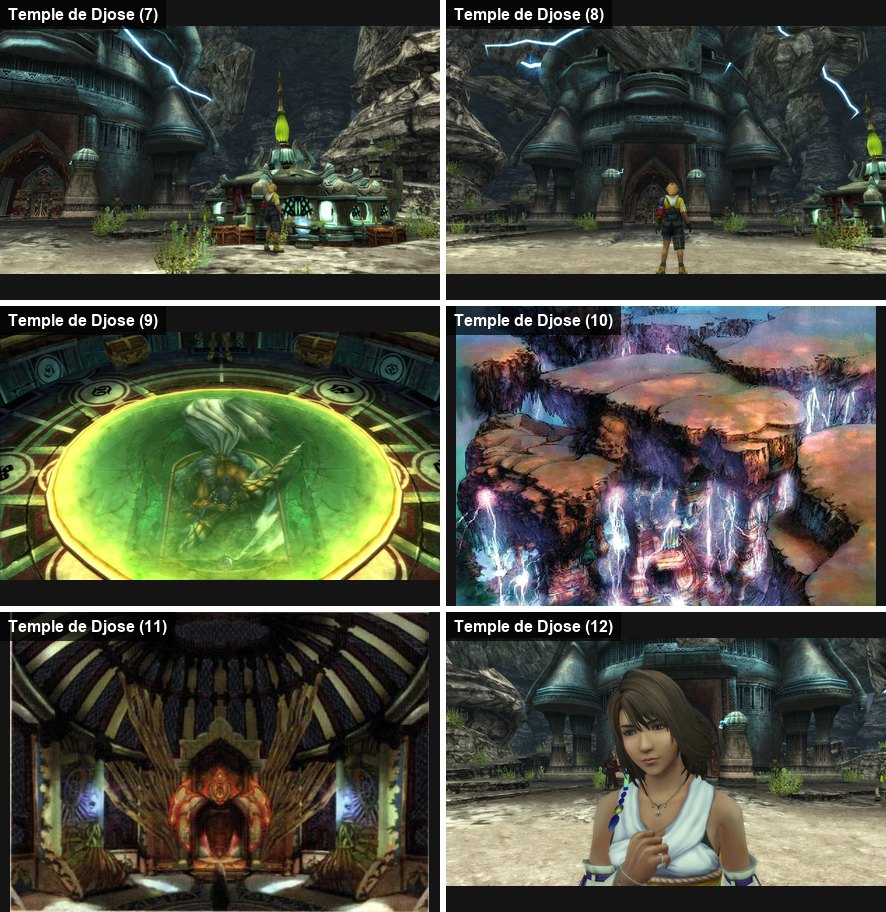 Temple de Djose (7)
Temple de Djose (8)
Temple de Djose (9)
Temple de Djose (10)
Temple de Djose (11)
Temple de Djose (12)